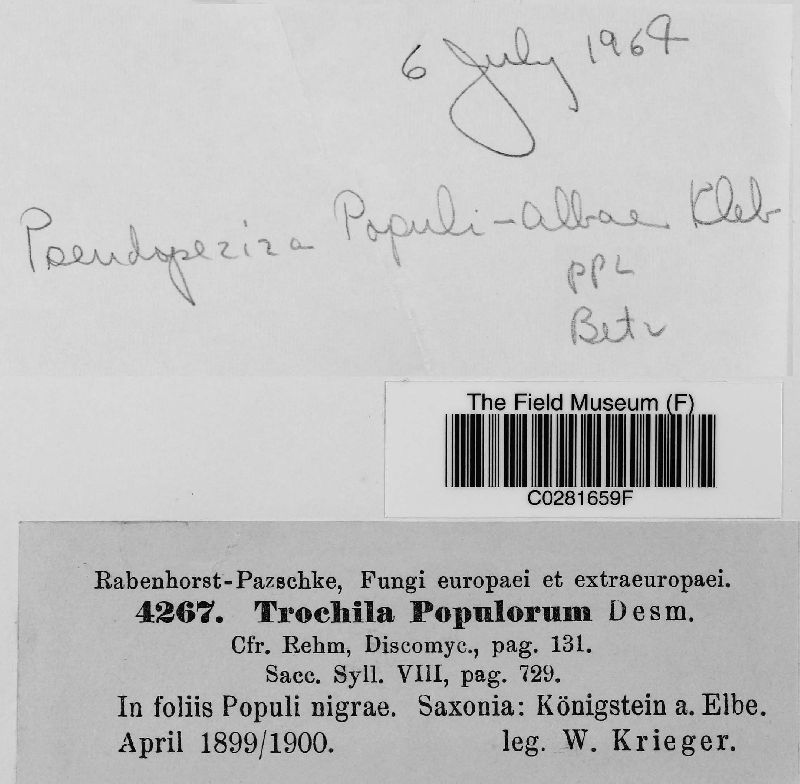 6 July 1964
Pseudopeziza Populi-albae Kleb
ppL
Betr
The Field Museum (F)
C0281659F
Rabenhorst-Pazschke, Fungi europaei et extraeuropaei.
4267. Trochila Populorum Desm.
Cfr. Rehm, Discomyc., pag. 131.
Sacc. Syll. VIII, pag. 729.
In foliis Populi nigrae. Saxonia: Königstein a. Elbe.
April 1899/1900. leg. W. Krieger.